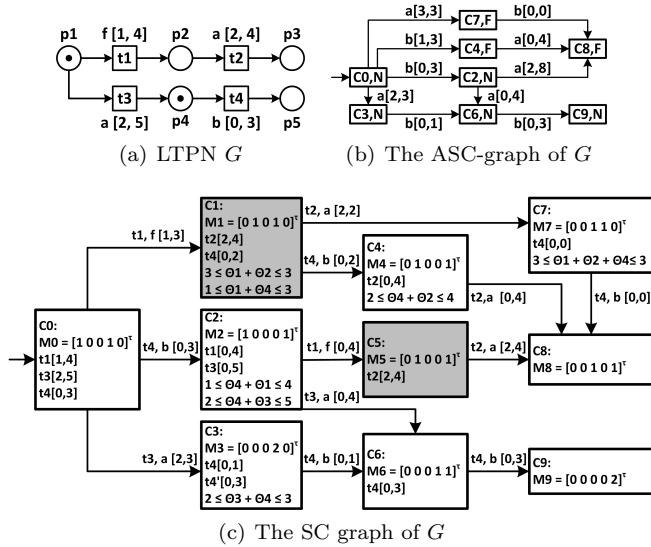 p1 f [1, 4] p2 a [2, 4] p3
t1 t2
t3 t4
a [2, 5] p4 b [0, 3] p5
(a) LTPN G
a[3,3] C7,F b[0,0]
b[1,3] C4,F a[0,4] C8,F
C0,N b[0,3] C2,N a[2,8]
a[2,3] a[0,4]
C3,N b[0,1] C6,N b[0,3] C9,N
(b) The ASC-graph of G
C0:
M0 = [1 0 0 1 0]τ
t1[1,4]
t3[2,5]
t4[0,3]
t1, f [1,3]
t4, b [0,3]
t3, a [2,3]
C1:
M1 = [0 1 0 1 0]τ
t2[2,4]
t4[0,2]
3 ≤ Θ1 + Θ2 ≤ 3
1 ≤ Θ1 + Θ4 ≤ 3
t2, a [2,2]
t4, b [0,2]
C2:
M2 = [1 0 0 0 1]τ
t1[0,4]
t3[0,5]
1 ≤ Θ4 + Θ1 ≤ 4
2 ≤ Θ4 + Θ3 ≤ 5
t1, f [0,4]
t3, a [0,4]
C3:
M3 = [0 0 0 2 0]τ
t4[0,1]
t4'[0,3]
2 ≤ Θ3 + Θ4 ≤ 3
t4, b [0,1]
C4:
M4 = [0 1 0 0 1]τ
t2[0,4]
2 ≤ Θ4 + Θ2 ≤ 4
t2,a [0,4]
C5:
M5 = [0 1 0 0 1]τ
t2[2,4]
t2, a [2,4]
C6:
M6 = [0 0 0 1 1]τ
t4[0,3]
t4, b [0,3]
C7:
M7 = [0 0 1 1 0]τ
t4[0,0]
3 ≤ Θ1 + Θ2 + Θ4 ≤ 3
t4, b [0,0]
C8:
M8 = [0 0 1 0 1]τ
C9:
M9 = [0 0 0 0 2]τ
(c) The SC graph of G